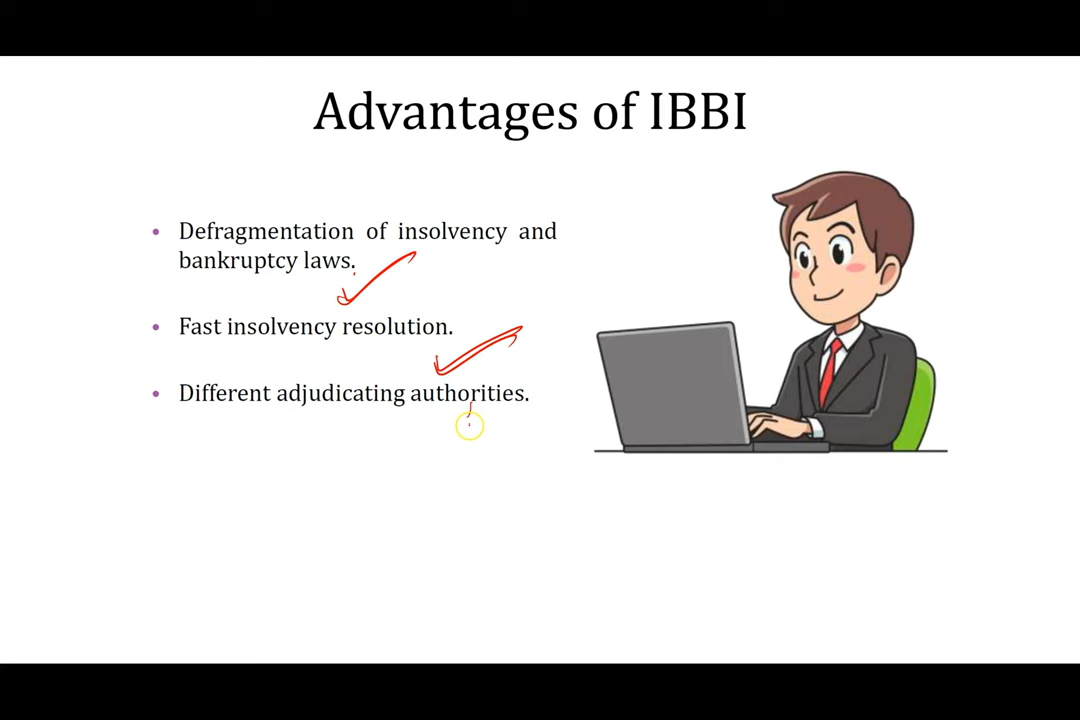 Advantages of IBBI
• Defragmentation of insolvency and
bankruptcy laws.
• Fast insolvency resolution.
• Different adjudicating authorities.